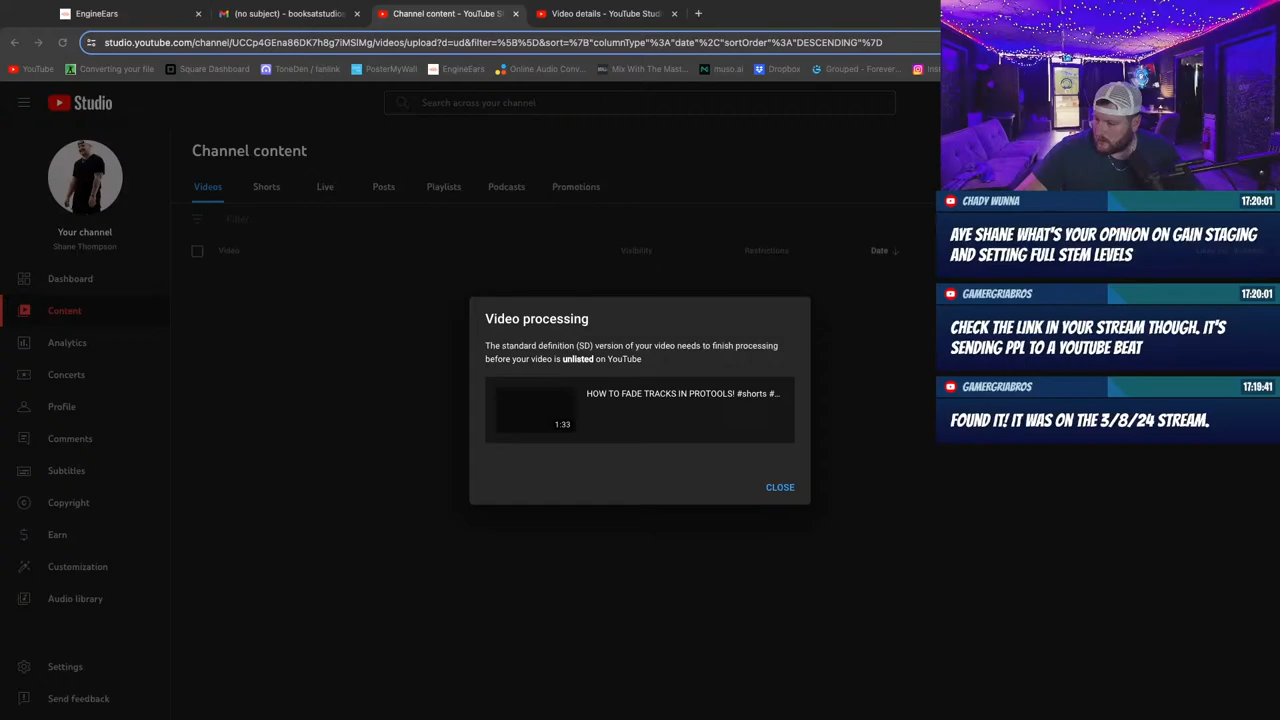 EngineEars
(no subject) - booksatstudios
Channel content - YouTube St
Video details - YouTube Studi
studio.youtube.com/channel/UCCp4GEna86DK7h8g7iMSlMg/videos/upload?d=ud&filter=%5B%5D&sort=%7B"columnType"%3A"date"%2C"sortOrder"%3A"DESCENDING"%7D
YouTube
Converting your file
Square Dashboard
ToneDen / fanlink
PosterMyWall
EngineEars
Online Audio Conv...
Mix With The Mast...
muso.ai
Dropbox
Grouped - Forever...
Inst
Studio
Search across your channel
Your channel
Shane Thompson
Dashboard
Content
Analytics
Concerts
Video
Comments
Subtitles
Copyright
Earn
Customization
Audio library
Settings
Send feedback
Channel content
Videos
Shorts
Live
Posts
Playlists
Podcasts
Promotions
Filter
Video
Visibility
Restrictions
Date
Video processing
The standard definition (SD) version of your video needs to finish processing
before your video is unlisted on YouTube
HOW TO FADE TRACKS IN PROTOOLS! #shorts #...
1:33
CLOSE
CHADY WUNNA
17:20:01
AYE SHANE WHAT'S YOUR OPINION ON GAIN STAGING
AND SETTING FULL STEM LEVELS
GAMERGRIABROS
17:20:01
CHECK THE LINK IN YOUR STREAM THOUGH, IT'S
SENDING PPL TO A YOUTUBE BEAT
GAMERGRIABROS
17:19:41
FOUND IT! IT WAS ON THE 3/8/24 STREAM.